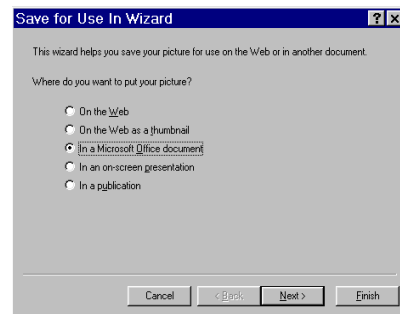 Save for Use In Wizard
This wizard helps you save your picture for use on the Web or in another document.
Where do you want to put your picture?
On the Web
On the Web as a thumbnail
In a Microsoft Office document
In an on-screen presentation
In a publication
Cancel < Back Next > Finish